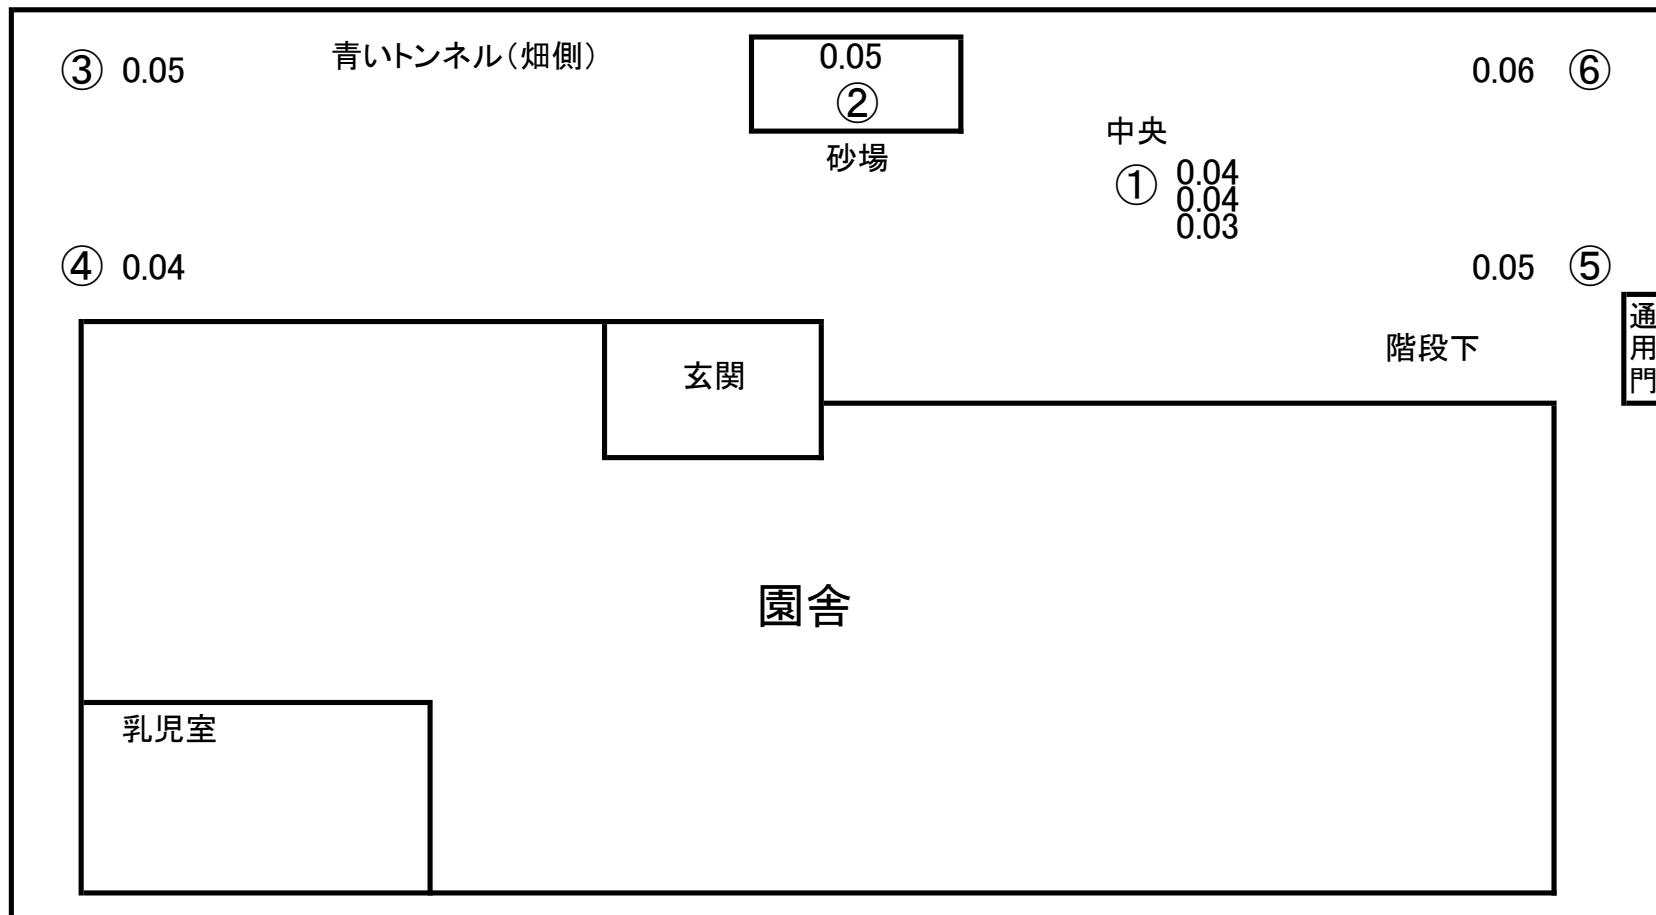 ③ 0.05
青いトンネル（畑側）
0.05
②
砂場
0.06 ⑥
中央
① 0.04
0.04
0.03
④ 0.04
0.05 ⑤
玄関
階段下
通
用
門
園舎
乳児室